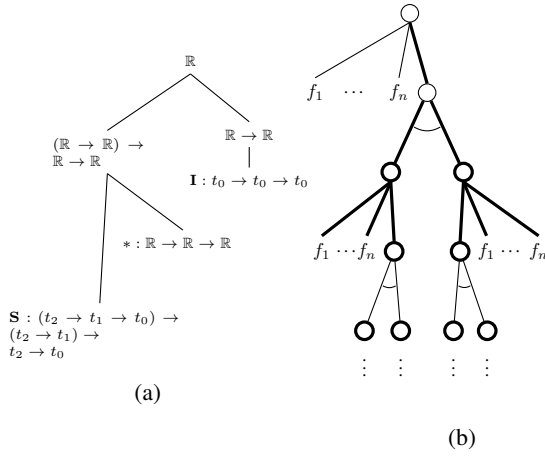 ℝ
(ℝ → ℝ) →
ℝ → ℝ
ℝ → ℝ
I : t₀ → t₀ → t₀
* : ℝ → ℝ → ℝ
S : (t₂ → t₁ → t₀) →
(t₂ → t₁) →
t₂ → t₀
(a)
f₁ ⋯ fₙ
f₁ ⋯ fₙ f₁ ⋯ fₙ
⋮ ⋮ ⋮ ⋮
(b)